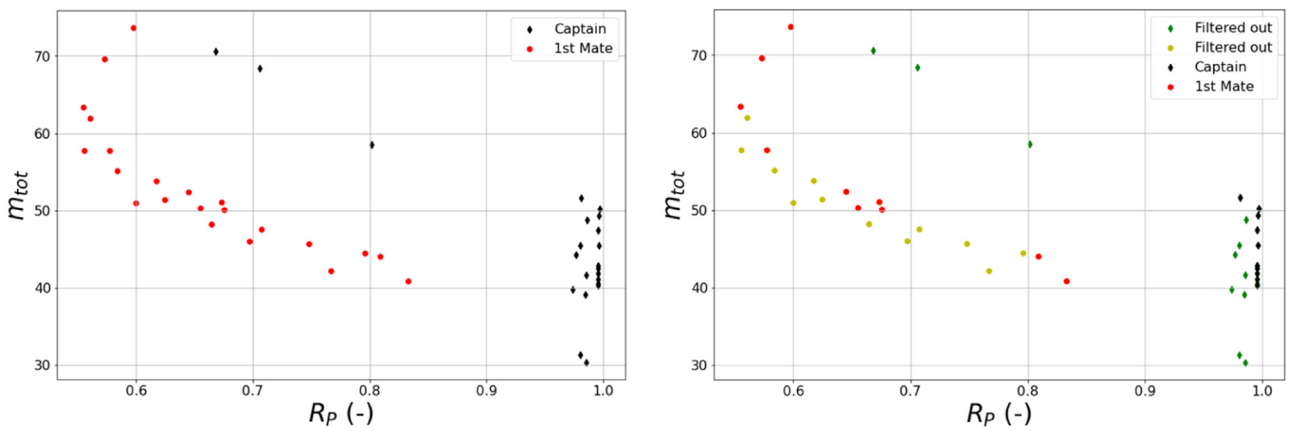 Captain
1st Mate
70
60
50
40
30
m_tot
0.6 0.7 0.8 0.9 1.0
R_P (-)
Filtered out
Filtered out
Captain
1st Mate
70
60
50
40
30
m_tot
0.6 0.7 0.8 0.9 1.0
R_P (-)